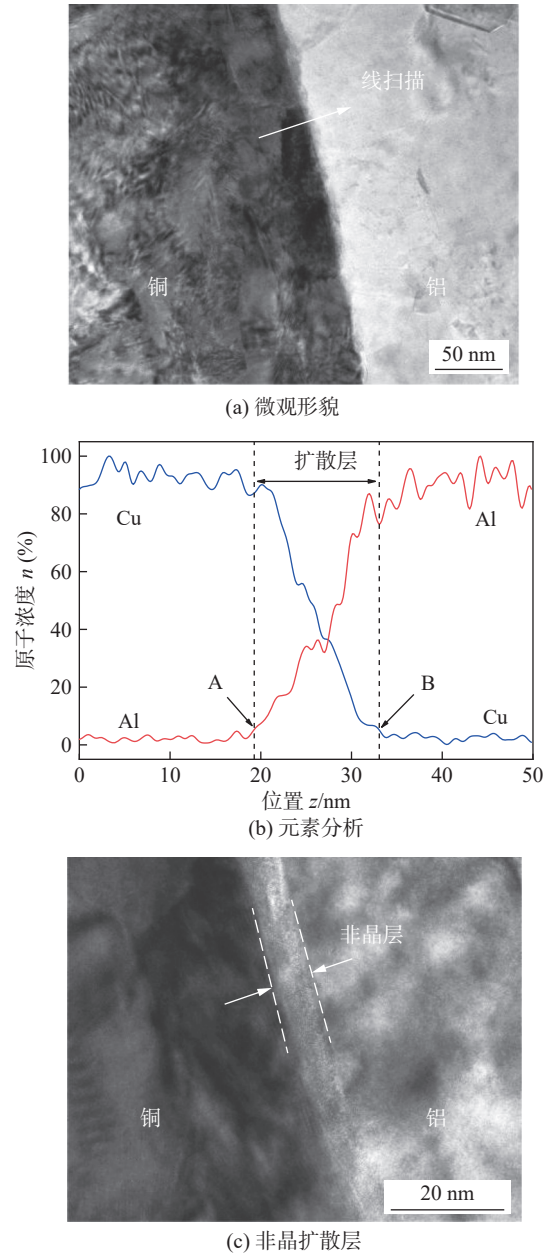 线扫描
铜
铝
50 nm
(a) 微观形貌
100
80
60
40
20
0
原子浓度 n (%)
扩散层
Cu
Al
A
B
Al
Cu
0
10
20
30
40
50
位置 z/nm
(b) 元素分析
非晶层
铜
铝
20 nm
(c) 非晶扩散层